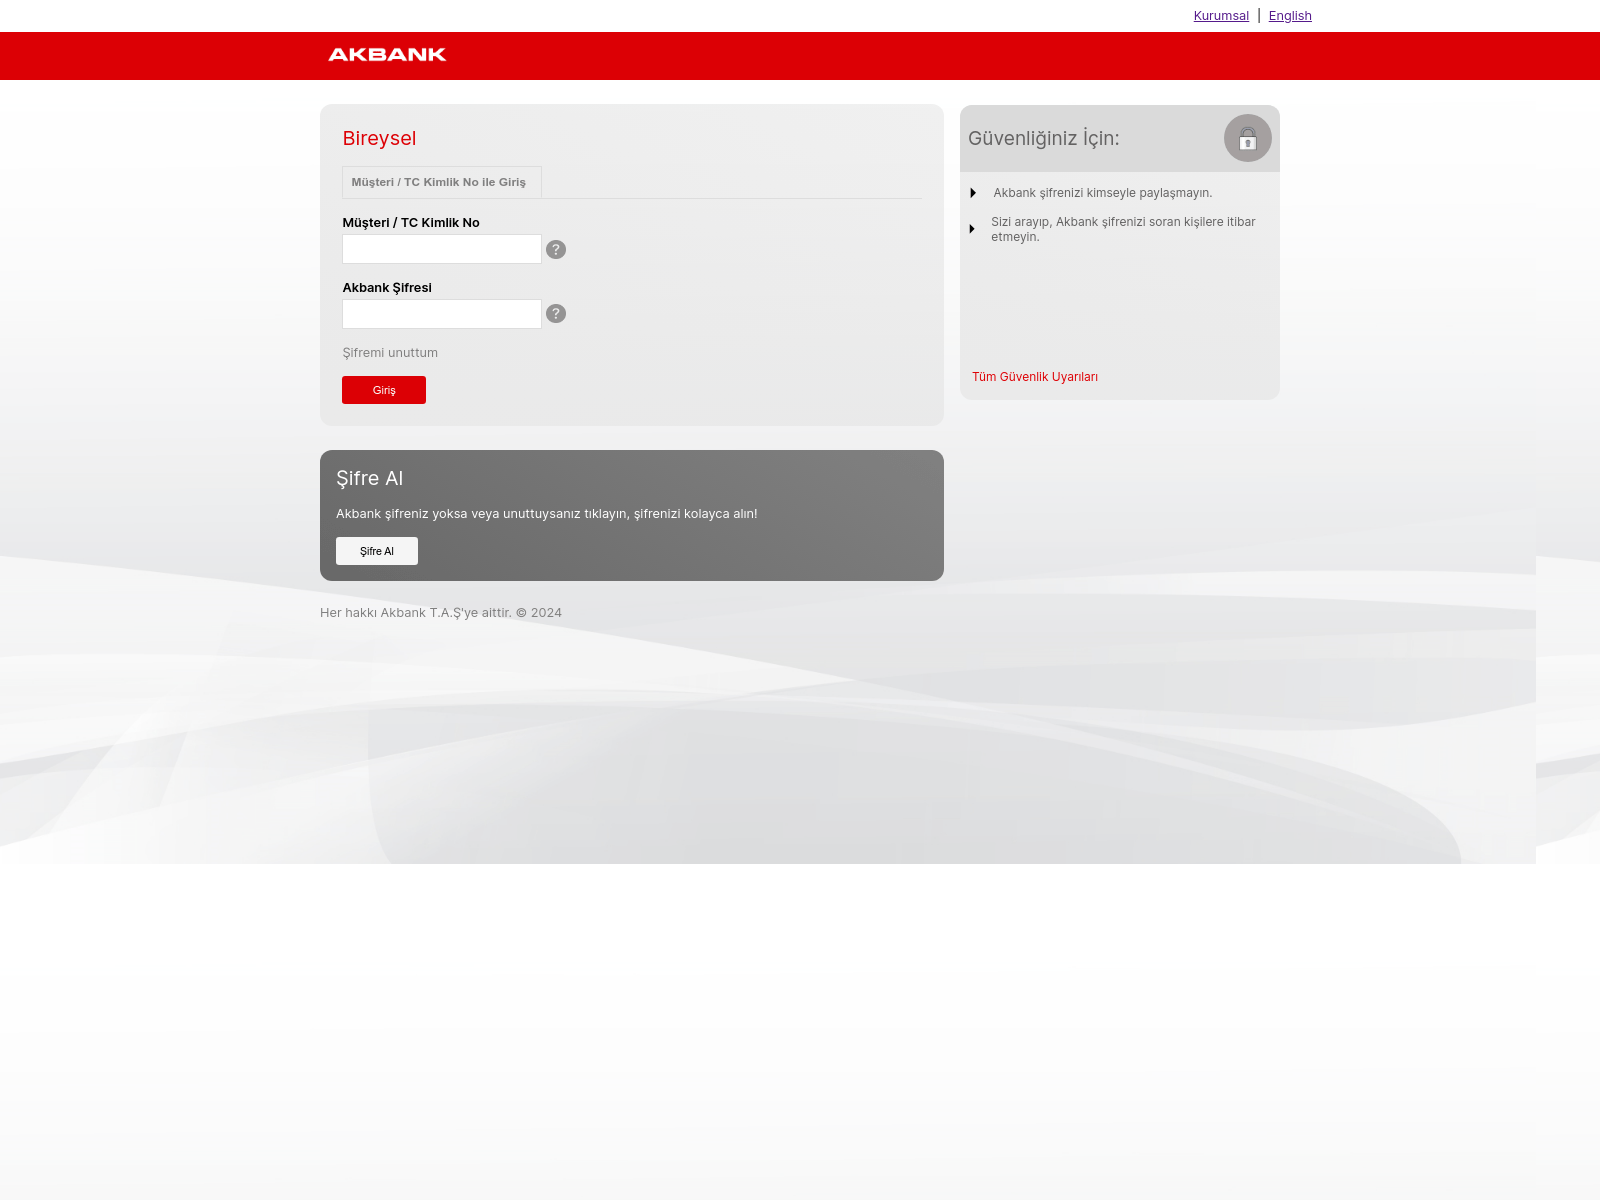 Kurumsal | English
AKBANK
Bireysel
Müşteri / TC Kimlik No ile Giriş
Müşteri / TC Kimlik No
?
Akbank Şifresi
?
Şifremi unuttum
Giriş
Güvenliğiniz İçin:
Akbank şifrenizi kimseyle paylaşmayın.
Sizi arayıp, Akbank şifrenizi soran kişilere itibar
etmeyin.
Tüm Güvenlik Uyarıları
Şifre Al
Akbank şifreniz yoksa veya unuttuysanız tıklayın, şifrenizi kolayca alın!
Şifre Al
Her hakkı Akbank T.A.Ş'ye aittir. © 2024